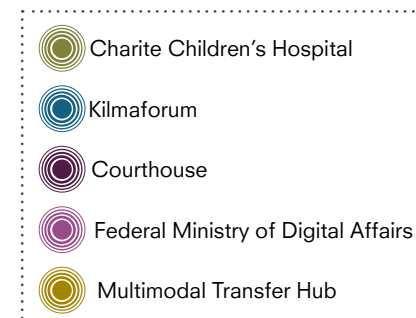 Charite Children's Hospital
Kilmaforum
Courthouse
Federal Ministry of Digital Affairs
Multimodal Transfer Hub